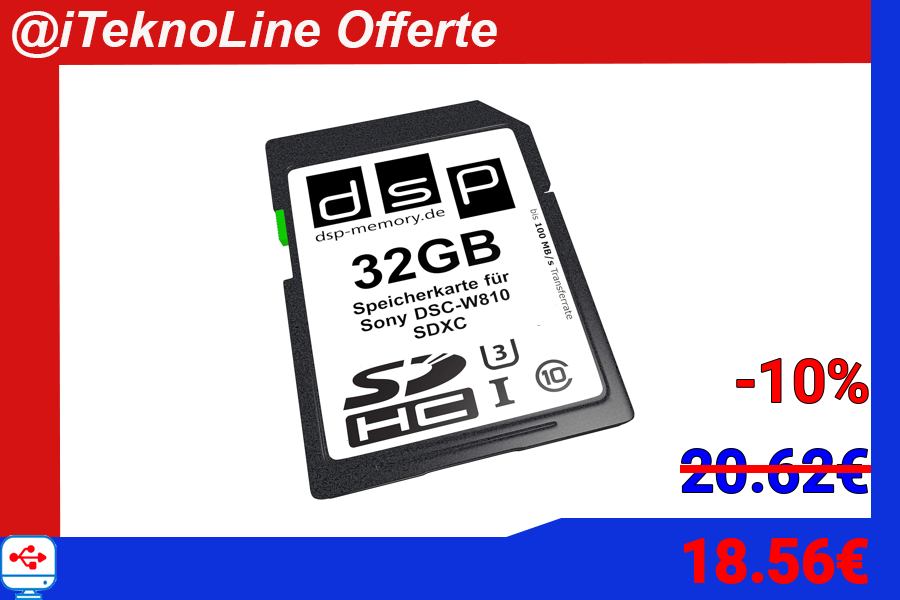 @iTeknoLine Offerte
dsp
dsp-memory.de
32GB
Speicherkarte für
Sony DSC-W810
SDXC
bis 100 MB/s Transferrate
SD
HC
3
I
10
-10%
20.62€
18.56€